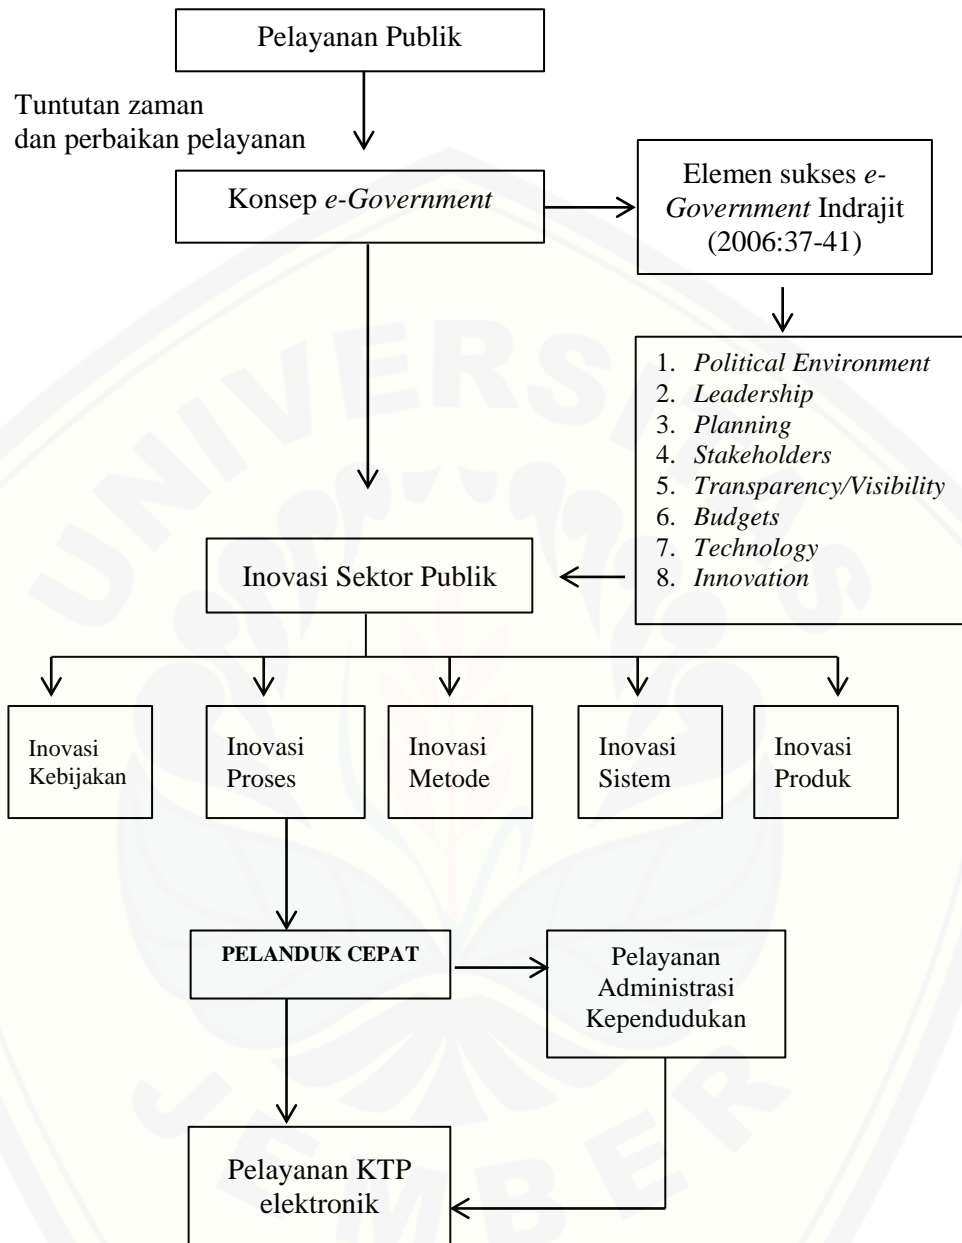 Pelayanan Publik
Tuntutan zaman
dan perbaikan pelayanan
Konsep e-Government
Elemen sukses e-
Government Indrajit
(2006:37-41)
1. Political Environment
2. Leadership
3. Planning
4. Stakeholders
5. Transparency/Visibility
6. Budgets
7. Technology
8. Innovation
Inovasi Sektor Publik
Inovasi
Kebijakan
Inovasi
Proses
Inovasi
Metode
Inovasi
Sistem
Inovasi
Produk
PELANDUK CEPAT
Pelayanan
Administrasi
Kependudukan
Pelayanan KTP
elektronik
UNIVERSITAS
JEMBER